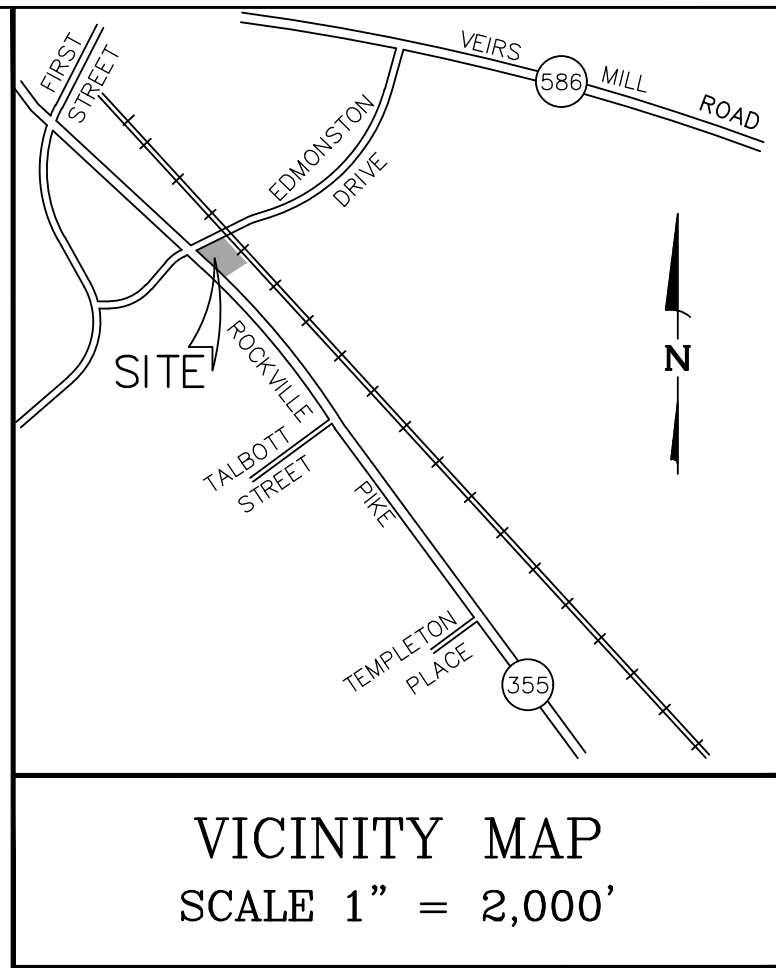 FIRST
STREET
VEIRS
586
MILL
ROAD
EDMONSTON
DRIVE
SITE
ROCKVILLE
PIKE
N
TALBOTT
STREET
TEMPLETON
PLACE
355
VICINITY MAP
SCALE 1" = 2,000'